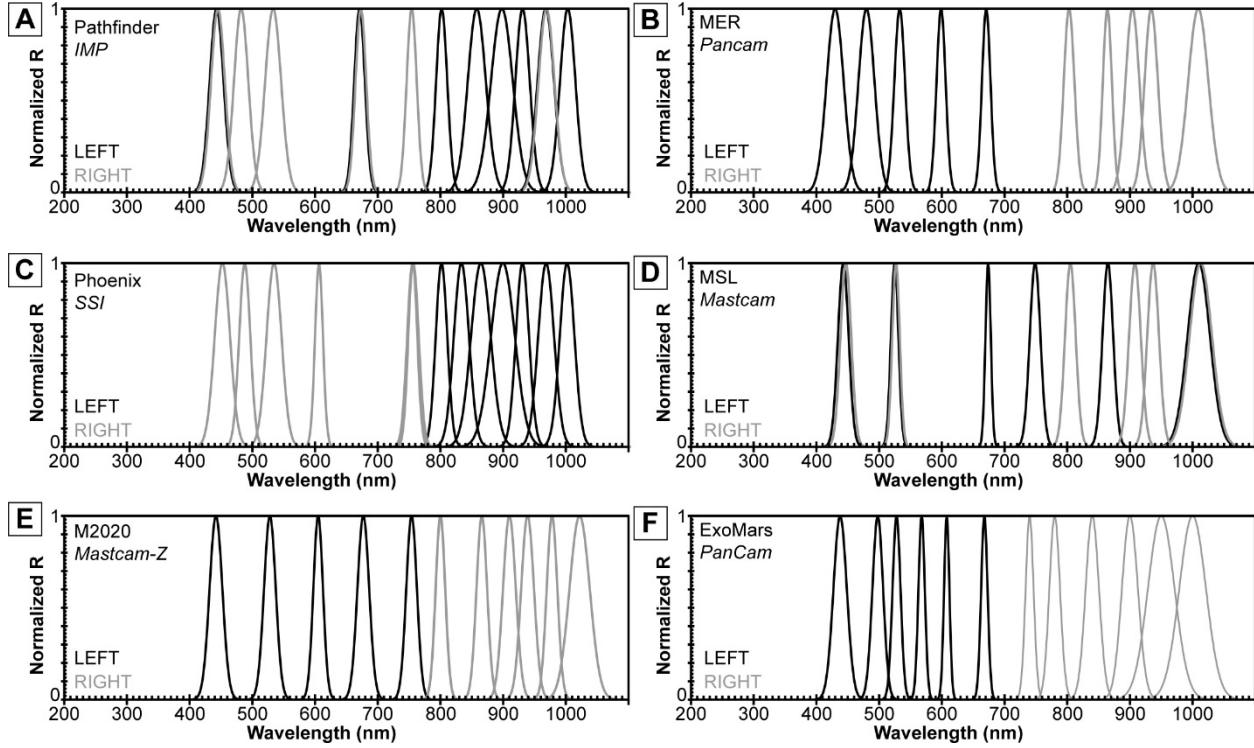 A
Pathfinder
IMP
Normalized R
1
0
LEFT
RIGHT
200 300 400 500 600 700 800 900 1000
Wavelength (nm)
B
MER
Pancam
Normalized R
1
0
LEFT
RIGHT
200 300 400 500 600 700 800 900 1000
Wavelength (nm)
C
Phoenix
SSI
Normalized R
1
0
LEFT
RIGHT
200 300 400 500 600 700 800 900 1000
Wavelength (nm)
D
MSL
Mastcam
Normalized R
1
0
LEFT
RIGHT
200 300 400 500 600 700 800 900 1000
Wavelength (nm)
E
M2020
Mastcam-Z
Normalized R
1
0
LEFT
RIGHT
200 300 400 500 600 700 800 900 1000
Wavelength (nm)
F
ExoMars
PanCam
Normalized R
1
0
LEFT
RIGHT
200 300 400 500 600 700 800 900 1000
Wavelength (nm)